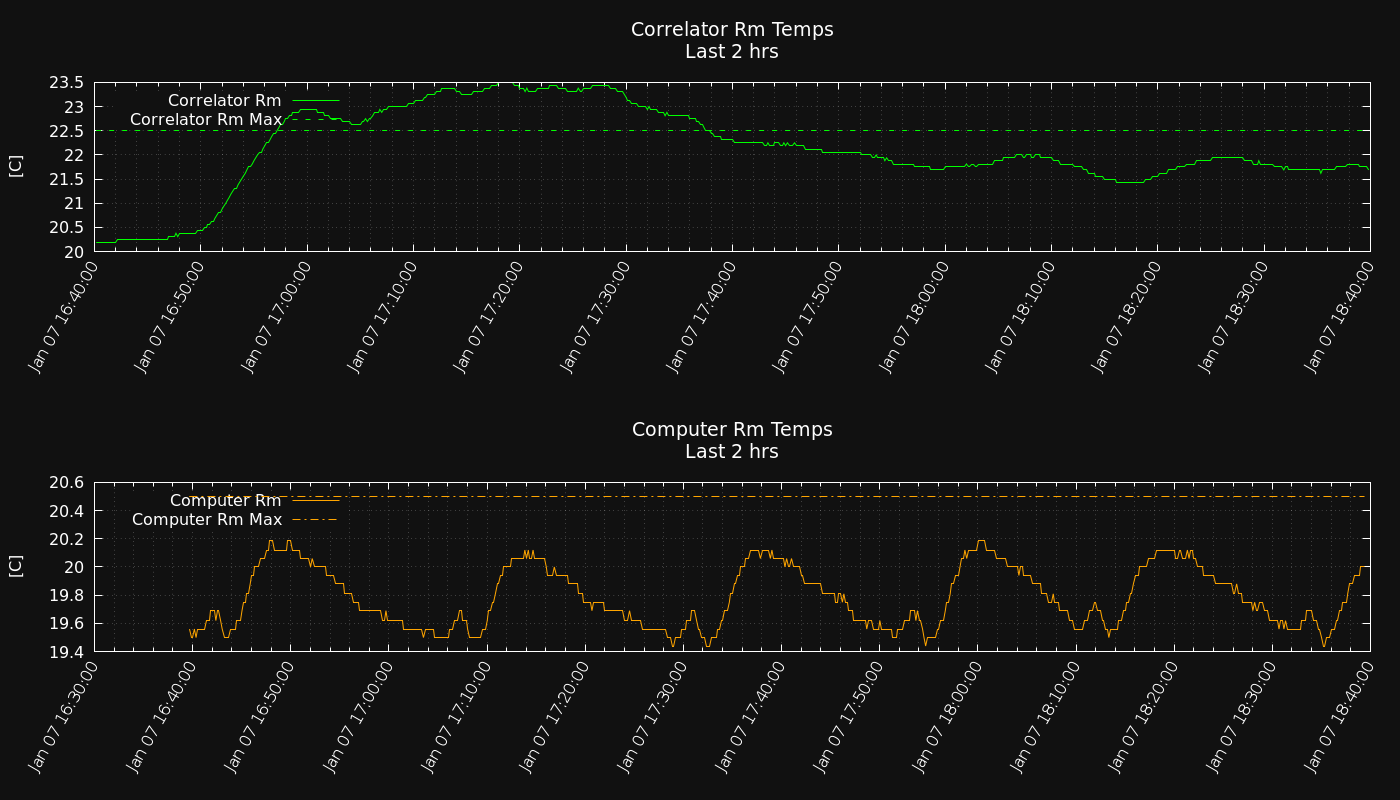 Correlator Rm Temps
Last 2 hrs
23.5
23
22.5
22
21.5
21
20.5
20
[C]
Correlator Rm
Correlator Rm Max
Jan 07 16:40:00
Jan 07 16:50:00
Jan 07 17:00:00
Jan 07 17:10:00
Jan 07 17:20:00
Jan 07 17:30:00
Jan 07 17:40:00
Jan 07 17:50:00
Jan 07 18:00:00
Jan 07 18:10:00
Jan 07 18:20:00
Jan 07 18:30:00
Jan 07 18:40:00
Computer Rm Temps
Last 2 hrs
20.6
20.4
20.2
20
19.8
19.6
19.4
[C]
Computer Rm
Computer Rm Max
Jan 07 16:30:00
Jan 07 16:40:00
Jan 07 16:50:00
Jan 07 17:00:00
Jan 07 17:10:00
Jan 07 17:20:00
Jan 07 17:30:00
Jan 07 17:40:00
Jan 07 17:50:00
Jan 07 18:00:00
Jan 07 18:10:00
Jan 07 18:20:00
Jan 07 18:30:00
Jan 07 18:40:00